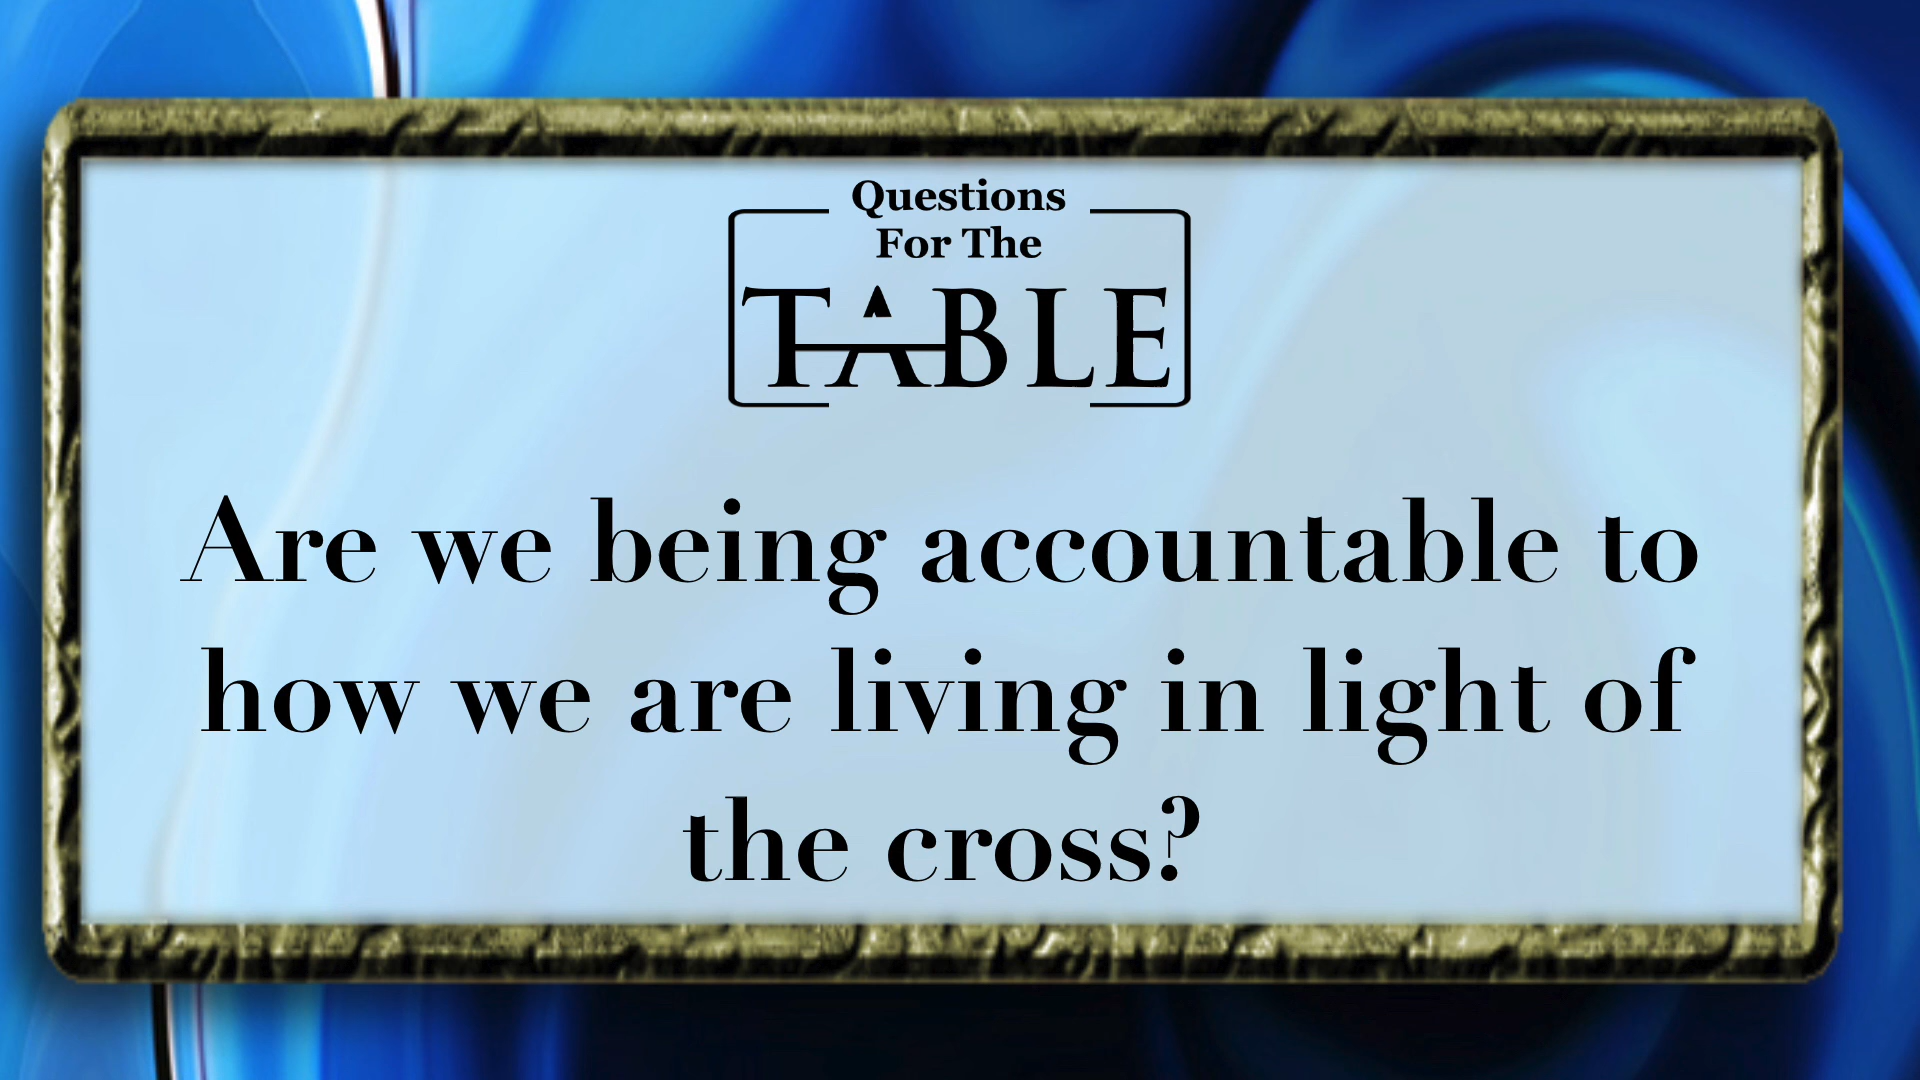 Questions
For The
TABLE
Are we being accountable to
how we are living in light of
the cross?